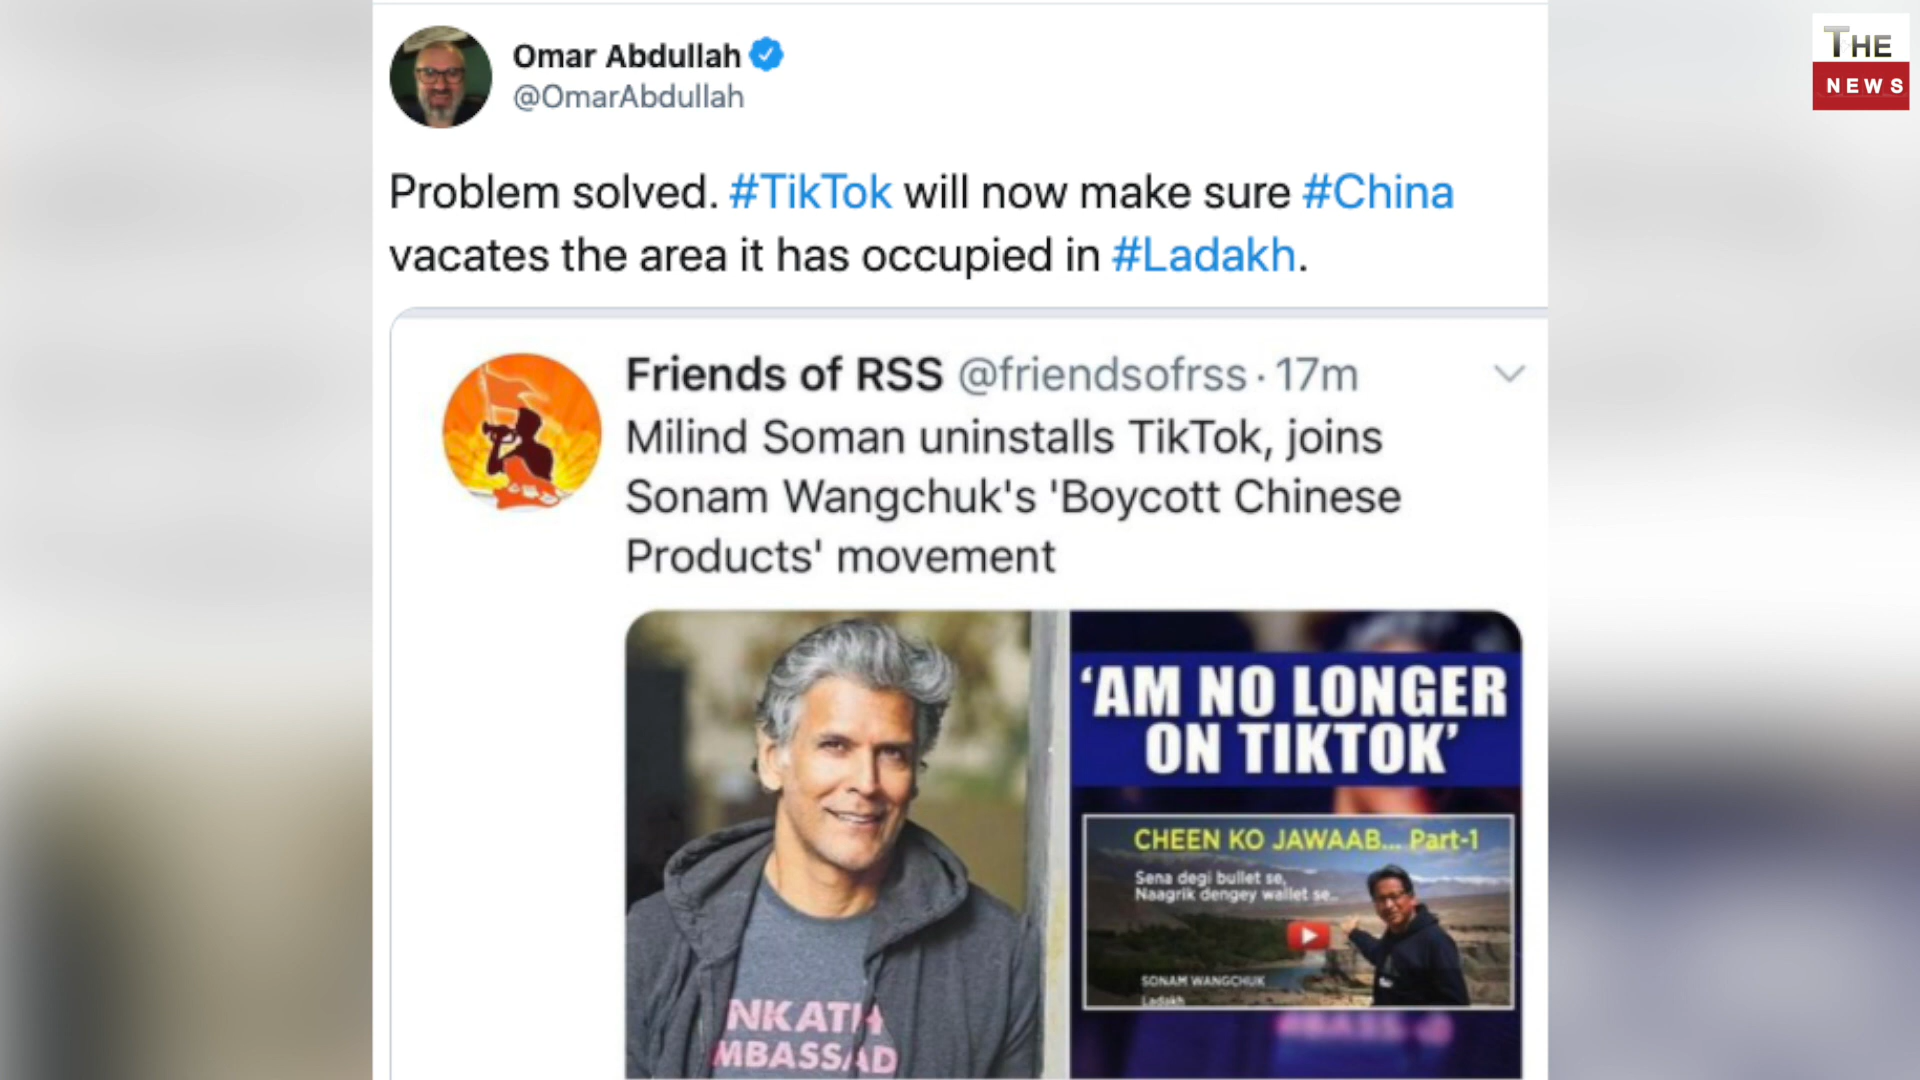 THE
NEWS
Omar Abdullah
@OmarAbdullah
Problem solved. #TikTok will now make sure #China
vacates the area it has occupied in #Ladakh.
Friends of RSS @friendsofrss · 17m
Milind Soman uninstalls TikTok, joins
Sonam Wangchuk's 'Boycott Chinese
Products' movement
'AM NO LONGER
ON TIKTOK'
CHEEN KO JAWAAB... Part-1
Sena degi bullet se,
Naagrik dengey wallet se..
SONAM WANGCHUK
Ladakh
NKATH
MBASSAD